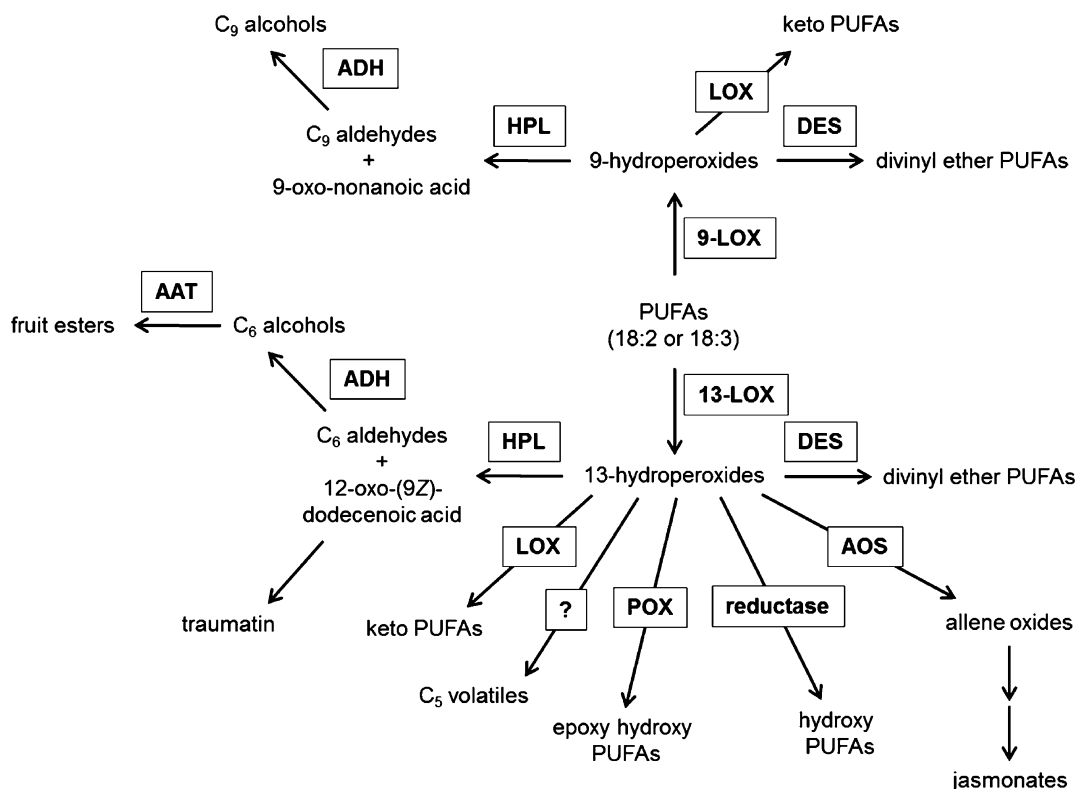 C9 alcohols
keto PUFAs
ADH
LOX
C9 aldehydes
+
9-oxo-nonanoic acid
HPL
9-hydroperoxides
DES
divinyl ether PUFAs
9-LOX
AAT
fruit esters
C6 alcohols
PUFAs
(18:2 or 18:3)
ADH
13-LOX
C6 aldehydes
+
12-oxo-(9Z)-
dodecenoic acid
HPL
13-hydroperoxides
DES
divinyl ether PUFAs
LOX
AOS
?
POX
reductase
traumatin
keto PUFAs
allene oxides
C5 volatiles
epoxy hydroxy
PUFAs
hydroxy
PUFAs
jasmonates